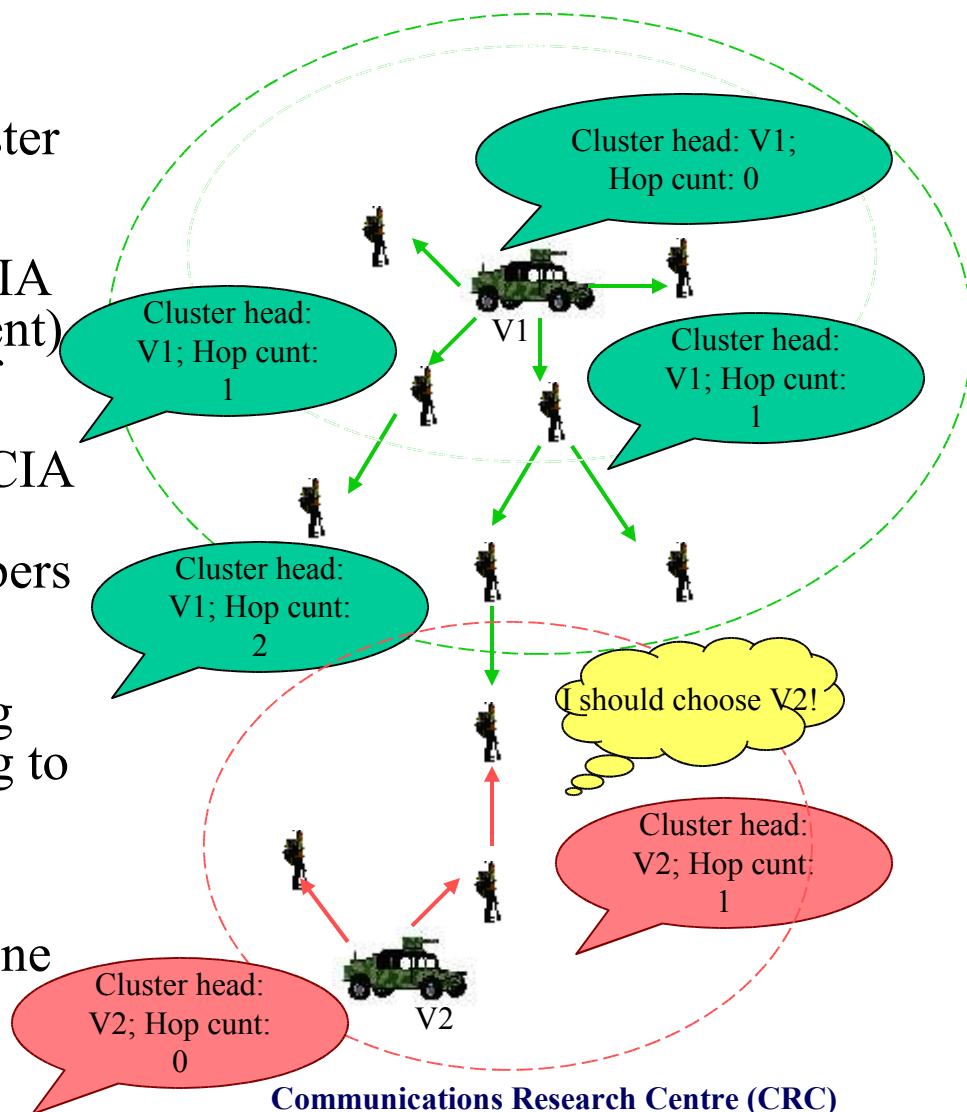 ster
Cluster head: V1;
Hop cunt: 0
IA
ent)
Cluster head:
V1; Hop cunt:
1
V1
Cluster head:
V1; Hop cunt:
1
CIA
bers
Cluster head:
V1; Hop cunt:
2
g
I should choose V2!
g to
Cluster head:
V2; Hop cunt:
1
ne
Cluster head:
V2; Hop cunt:
0
V2
Communications Research Centre (CRC)